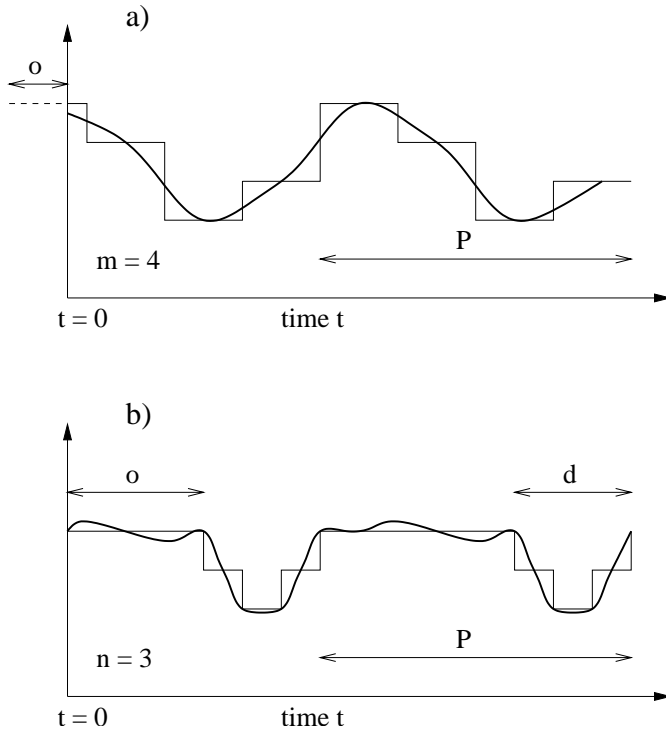 a)
o
P
m = 4
t = 0
time t
b)
o
d
P
n = 3
t = 0
time t